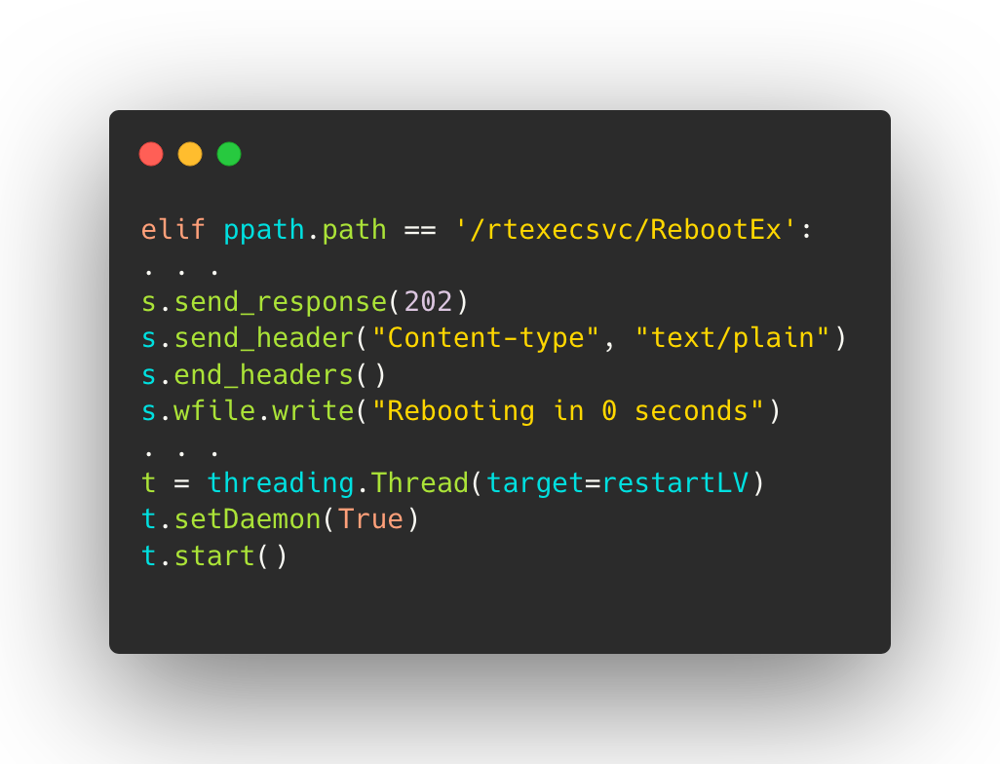 elif ppath.path == '/rtexecsvc/RebootEx':
. . .
s.send_response(202)
s.send_header("Content-type", "text/plain")
s.end_headers()
s.wfile.write("Rebooting in 0 seconds")
. . .
t = threading.Thread(target=restartLV)
t.setDaemon(True)
t.start()